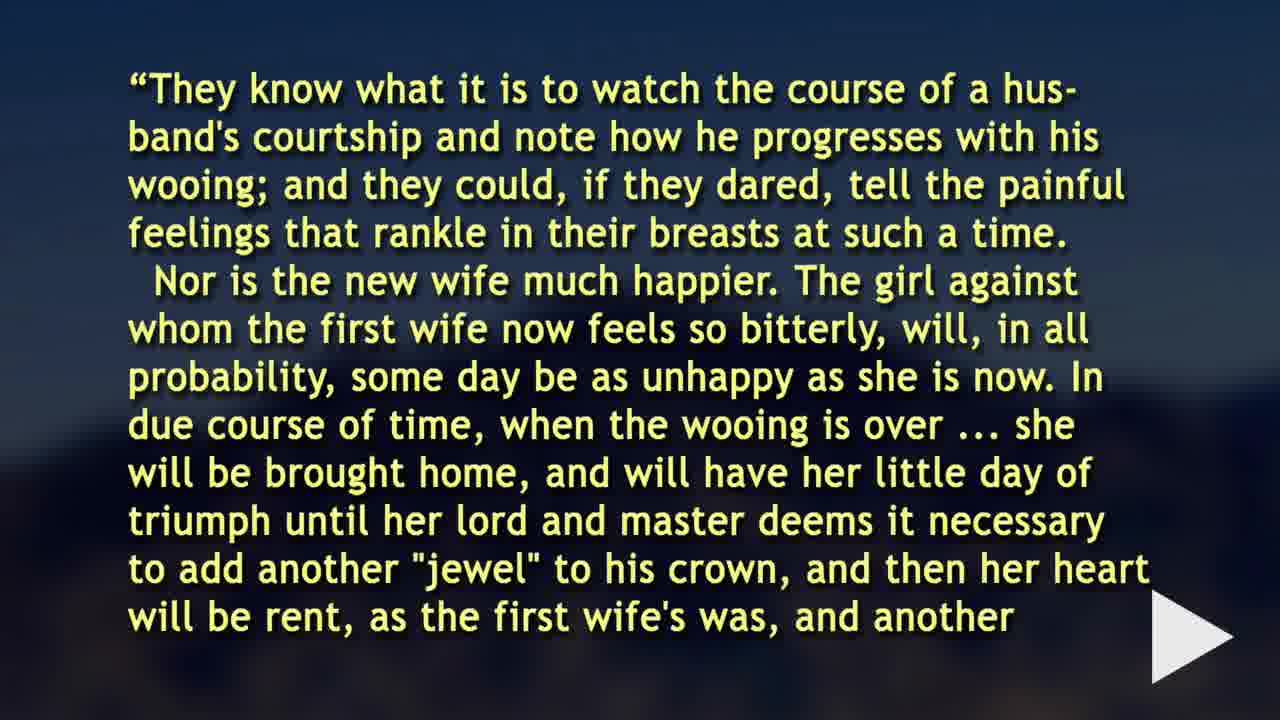 “They know what it is to watch the course of a hus-
band's courtship and note how he progresses with his
wooing; and they could, if they dared, tell the painful
feelings that rankle in their breasts at such a time.
Nor is the new wife much happier. The girl against
whom the first wife now feels so bitterly, will, in all
probability, some day be as unhappy as she is now. In
due course of time, when the wooing is over ... she
will be brought home, and will have her little day of
triumph until her lord and master deems it necessary
to add another "jewel" to his crown, and then her heart
will be rent, as the first wife's was, and another